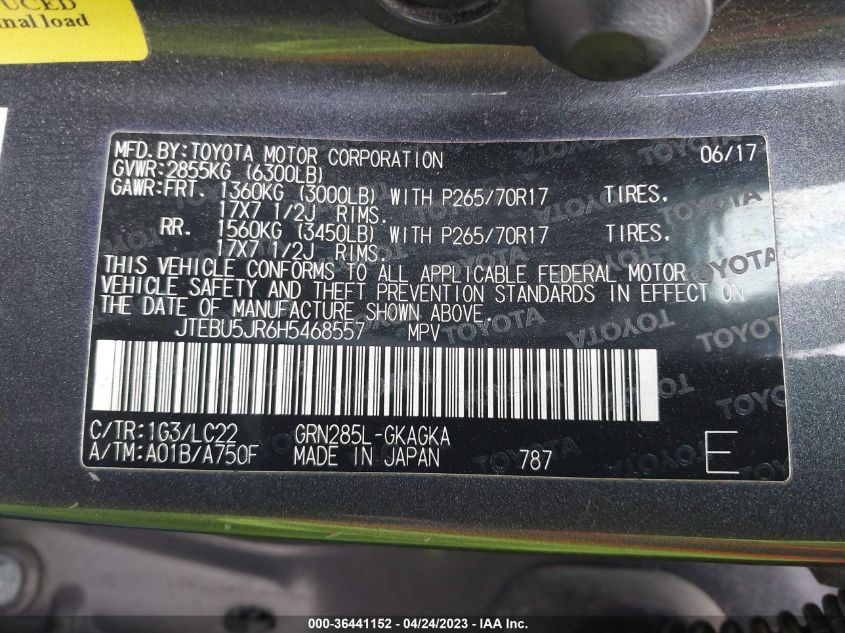 UCED
nal load
MFD. BY:TOYOTA MOTOR CORPORATION 06/17
GVWR:2855KG (6300LB)
GAWR:FRT. 1360KG (3000LB) WITH P265/70R17 TIRES.
17X7 1/2J RIMS.
RR. 1560KG (3450LB) WITH P265/70R17 TIRES.
17X7 1/2J RIMS.
THIS VEHICLE CONFORMS TO ALL APPLICABLE FEDERAL MOTOR
VEHICLE SAFETY AND THEFT PREVENTION STANDARDS IN EFFECT ON
THE DATE OF MANUFACTURE SHOWN ABOVE.
JTEBU5JR6H5468557 MPV
C/TR:1G3/LC22 GRN285L-GKAGKA
A/TM:A01B/A750F MADE IN JAPAN 787 E
000-36441152 - 04/24/2023 - IAA Inc.